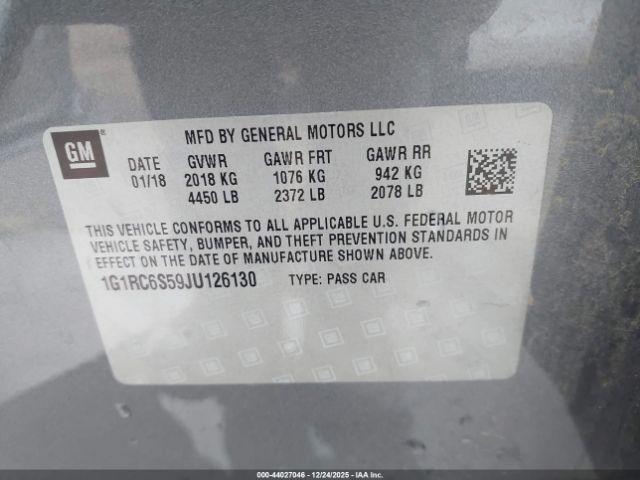 GM ®
MFD BY GENERAL MOTORS LLC
DATE GVWR GAWR FRT GAWR RR
01/18 2018 KG 1076 KG 942 KG
4450 LB 2372 LB 2078 LB
THIS VEHICLE CONFORMS TO ALL APPLICABLE U.S. FEDERAL MOTOR
VEHICLE SAFETY, BUMPER, AND THEFT PREVENTION STANDARDS IN
EFFECT ON THE DATE OF MANUFACTURE SHOWN ABOVE.
1G1RC6S59JU126130 TYPE: PASS CAR
000-44027046 - 12/24/2025 - IAAI.COM